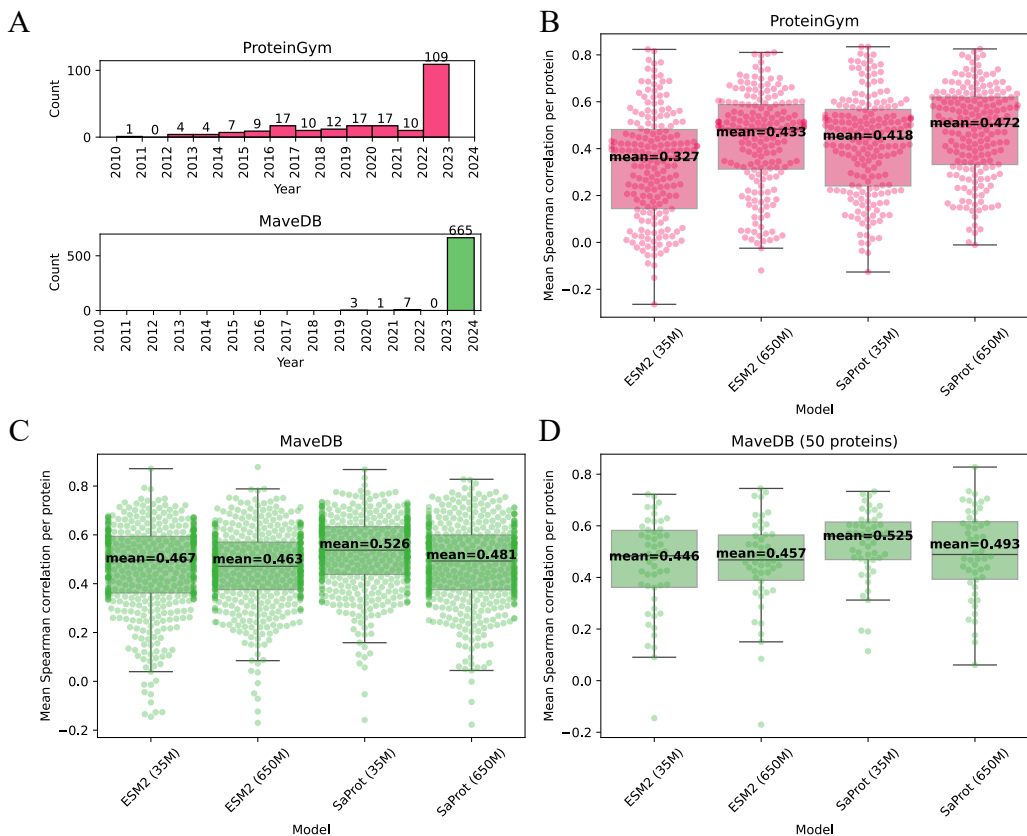 A
ProteinGym
Count
100
0
1 0 4 4 7 9 17 10 12 17 17 10 109
2010 2011 2012 2013 2014 2015 2016 2017 2018 2019 2020 2021 2022 2023 2024
Year
MaveDB
Count
500
0
3 1 7 0 665
2010 2011 2012 2013 2014 2015 2016 2017 2018 2019 2020 2021 2022 2023 2024
Year
B
ProteinGym
Mean Spearman correlation per protein
0.8
0.6
0.4
0.2
0.0
−0.2
mean=0.327 mean=0.433 mean=0.418 mean=0.472
ESM2 (35M) ESM2 (650M) SaProt (35M) SaProt (650M)
Model
C
MaveDB
Mean Spearman correlation per protein
0.8
0.6
0.4
0.2
0.0
−0.2
mean=0.467 mean=0.463 mean=0.526 mean=0.481
ESM2 (35M) ESM2 (650M) SaProt (35M) SaProt (650M)
Model
D
MaveDB (50 proteins)
Mean Spearman correlation per protein
0.8
0.6
0.4
0.2
0.0
−0.2
mean=0.446 mean=0.457 mean=0.525 mean=0.493
ESM2 (35M) ESM2 (650M) SaProt (35M) SaProt (650M)
Model